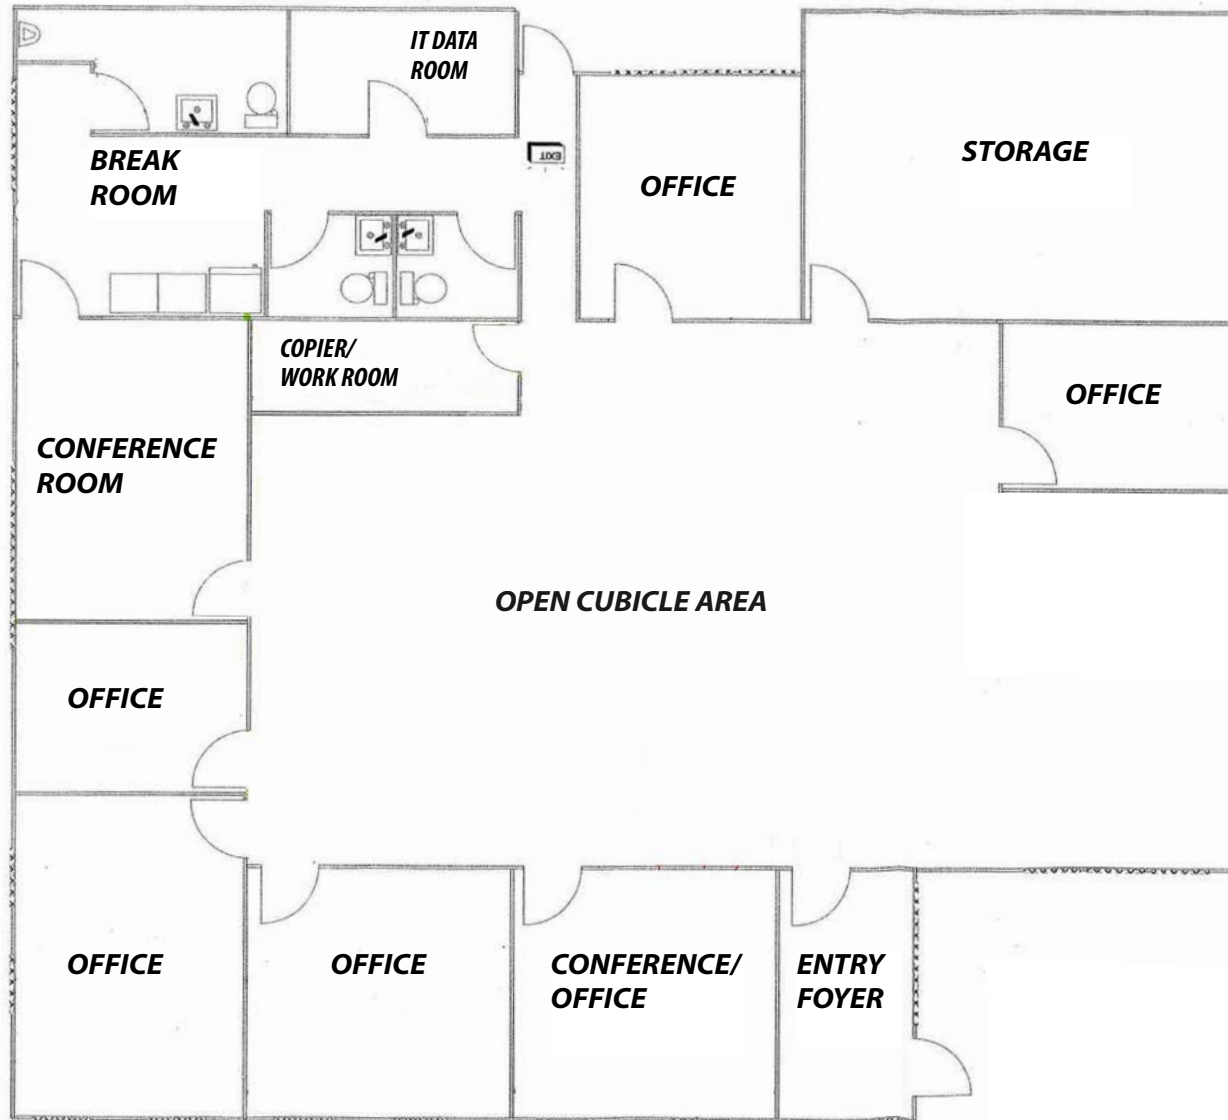 IT DATA
ROOM
BREAK
ROOM
EXIT
OFFICE
STORAGE
COPIER/
WORK ROOM
OFFICE
CONFERENCE
ROOM
OPEN CUBICLE AREA
OFFICE
OFFICE
OFFICE
CONFERENCE/
OFFICE
ENTRY
FOYER